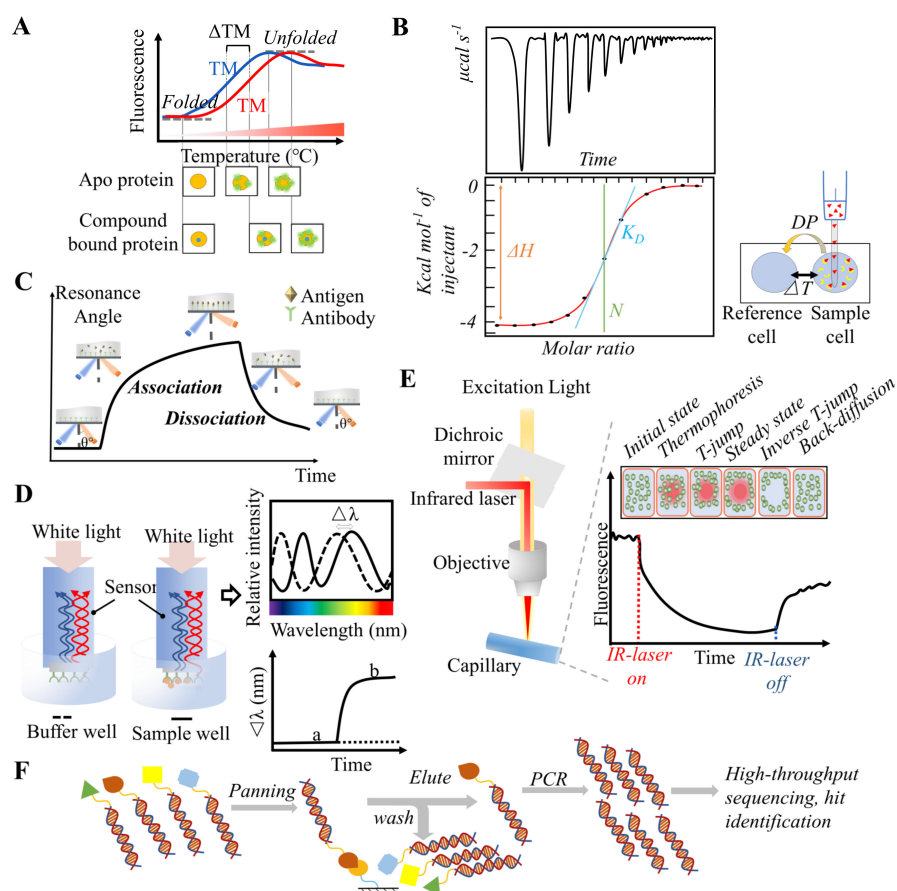 A
ΔTM
Unfolded
TM
Folded
TM
Fluorescence
Temperature (℃)
Apo protein
Compound
bound protein
B
μcal s⁻¹
Time
0
-2
-4
Kcal mol⁻¹ of
injectant
ΔH
K_D
N
Molar ratio
DP
ΔT
Reference
cell
Sample
cell
C
Resonance
Angle
Antigen
Antibody
Association
Dissociation
θ°
θ°
Time
D
White light
White light
Sensor
Buffer well
Sample well
Δλ
Relative intensity
Wavelength (nm)
Δλ (nm)
a
b
Time
E
Excitation Light
Dichroic
mirror
Infrared laser
Objective
Capillary
Initial state
Thermophoresis
T-jump
Steady state
Inverse T-jump
Back-diffusion
Fluorescence
IR-laser
on
Time
IR-laser
off
F
Panning
Elute
wash
PCR
High-throughput
sequencing, hit
identification